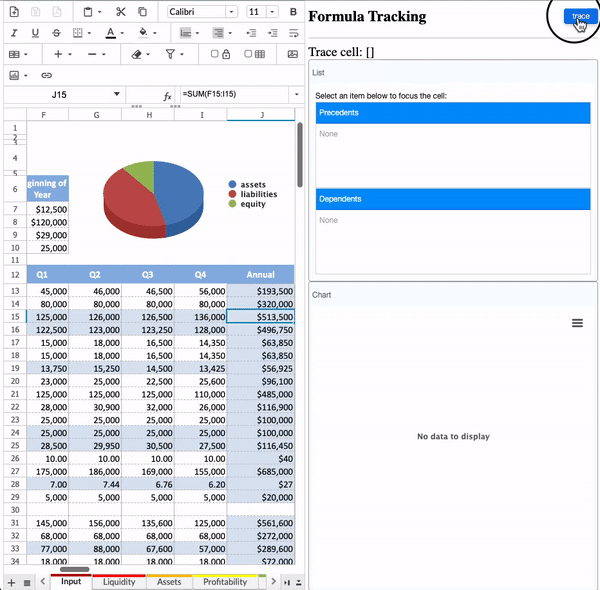 Calibri 11
I U S A B
J15 fx =SUM(F15:I15)
F G H I J
1
2
3
4
5
assets
liabilities
equity
6 ginning of
Year
7 $12,500
8 $120,000
9 $29,000
10 25,000
11
12 Q1 Q2 Q3 Q4 Annual
13 45,000 46,000 46,500 56,000 $193,500
14 80,000 80,000 80,000 80,000 $320,000
15 125,000 126,000 126,500 136,000 $513,500
16 122,500 123,000 123,250 128,000 $496,750
17 15,000 18,000 16,500 14,350 $63,850
18 15,000 18,000 16,500 14,350 $63,850
19 13,750 15,250 14,500 13,425 $56,925
20 23,000 25,000 22,500 25,600 $96,100
21 125,000 125,000 125,000 110,000 $485,000
22 28,000 30,900 32,000 26,000 $116,900
23 25,000 25,000 25,000 25,000 $100,000
24 25,000 25,000 25,000 25,000 $100,000
25 28,500 29,950 30,500 27,500 $116,450
26 10.00 10.00 10.00 10.00 $40
27 175,000 186,000 169,000 155,000 $685,000
28 7.00 7.44 6.76 6.20 $27
29 5,000 5,000 5,000 5,000 $20,000
30
31 145,000 156,000 135,600 125,000 $561,600
32 68,000 68,000 68,000 68,000 $272,000
33 77,000 88,000 67,600 57,000 $289,600
34 18,000 18,000 18,000 18,000 $72,000
Input Liquidity Assets Profitability
Formula Tracking
trace
Trace cell: []
List
Select an item below to focus the cell:
Precedents
None
Dependents
None
Chart
No data to display